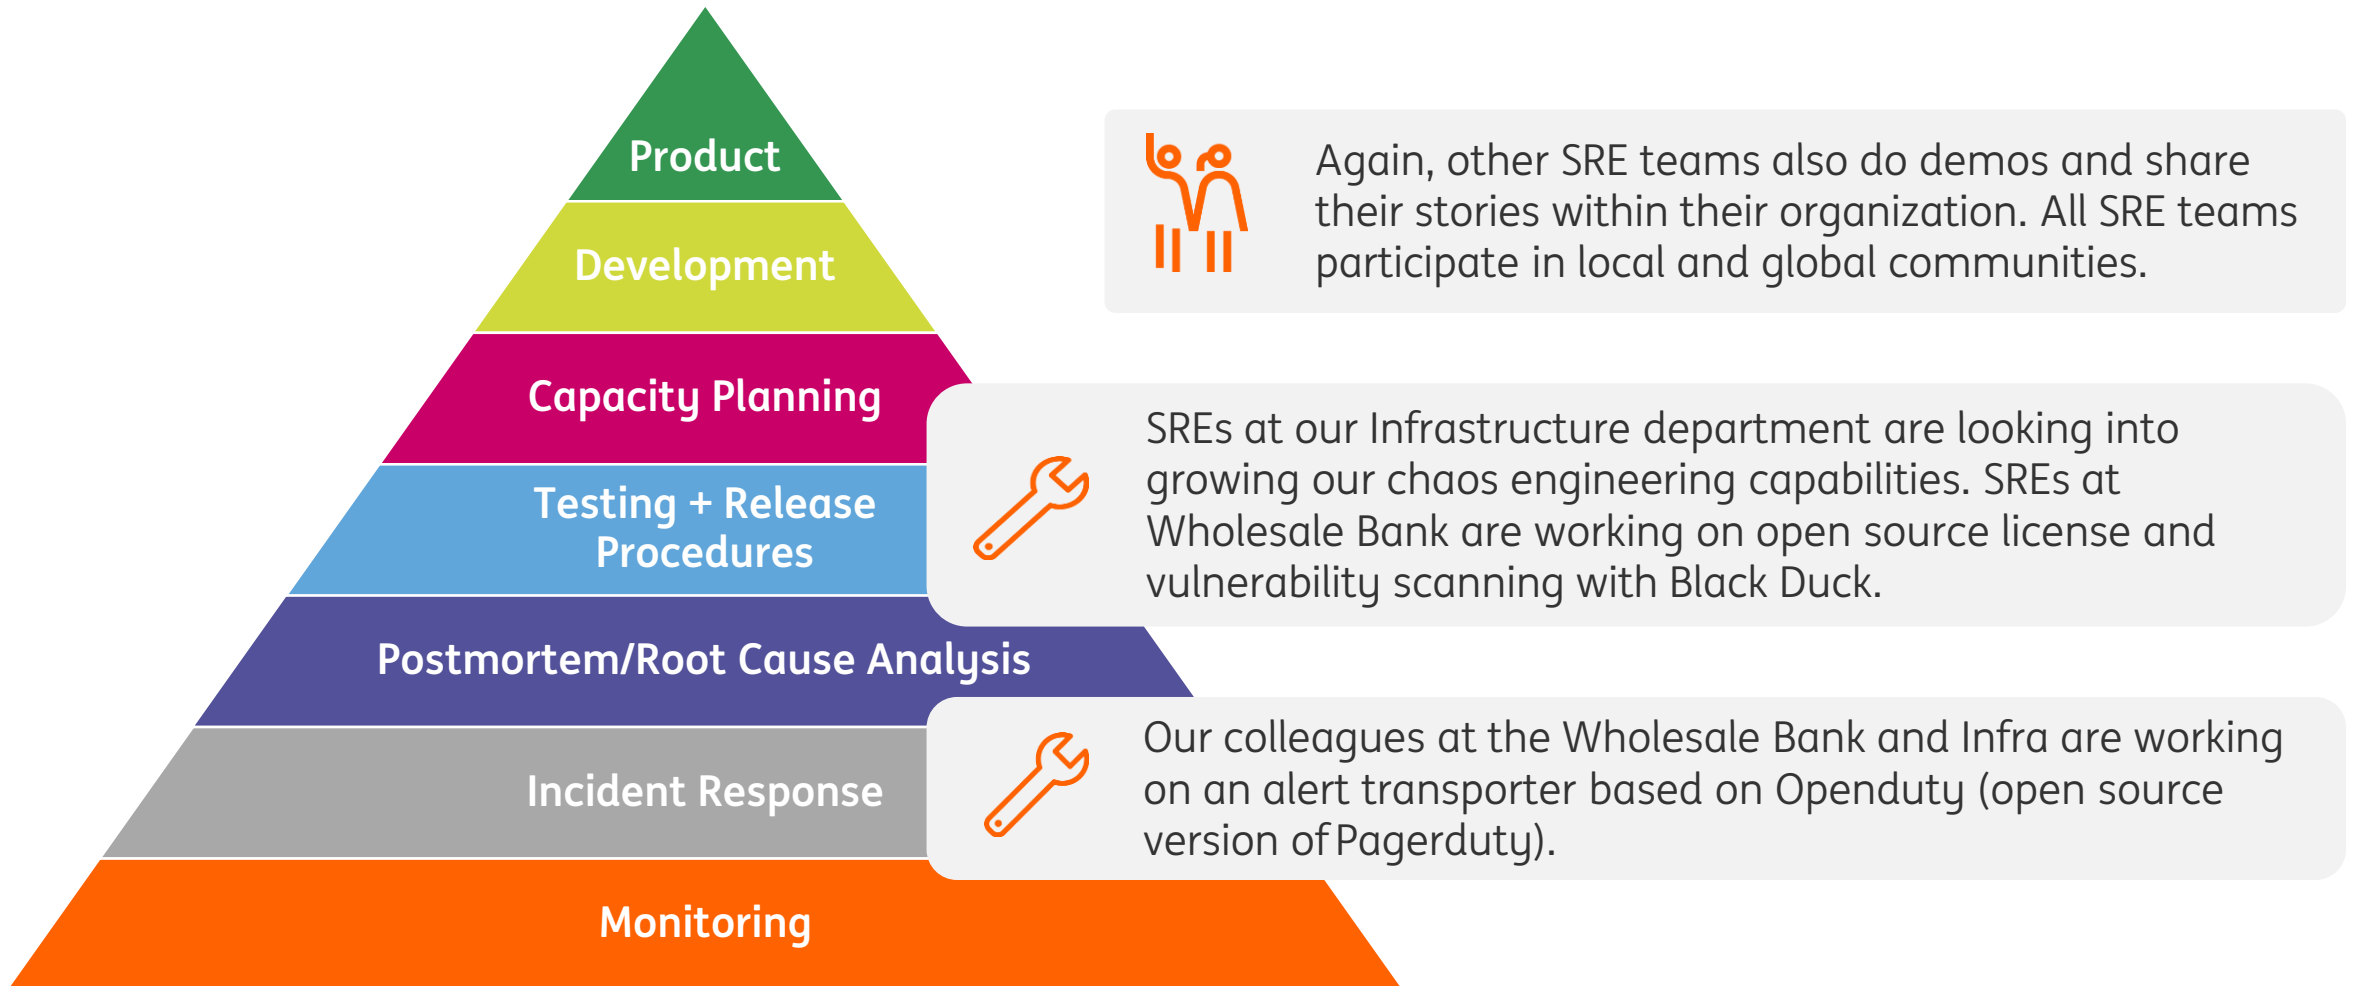 Product
Development
Capacity Planning
Testing + Release
Procedures
Postmortem/Root Cause Analysis
Incident Response
Monitoring
Again, other SRE teams also do demos and share
their stories within their organization. All SRE teams
participate in local and global communities.
SREs at our Infrastructure department are looking into
growing our chaos engineering capabilities. SREs at
Wholesale Bank are working on open source license and
vulnerability scanning with Black Duck.
Our colleagues at the Wholesale Bank and Infra are working
on an alert transporter based on Openduty (open source
version of Pagerduty).